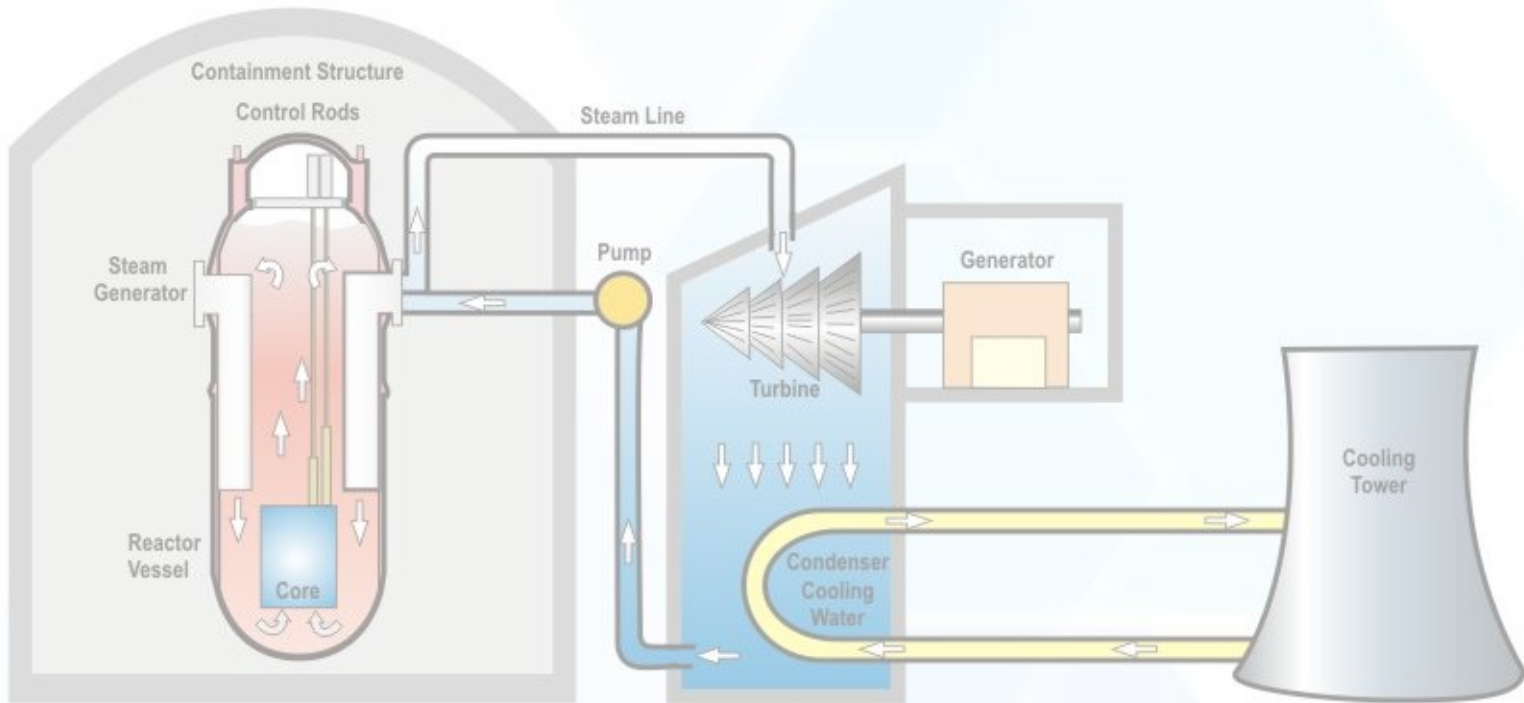 Containment Structure
Control Rods
Steam Line
Steam
Generator
Pump
Generator
Turbine
Cooling
Tower
Reactor
Vessel
Core
Condenser
Cooling
Water